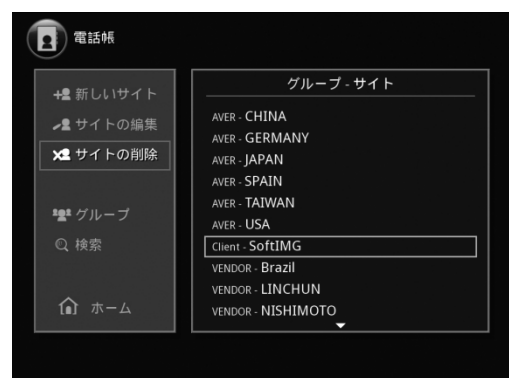 電話帳
新しいサイト
サイトの編集
サイトの削除
グループ
検索
ホーム
グループ - サイト
AVER - CHINA
AVER - GERMANY
AVER - JAPAN
AVER - SPAIN
AVER - TAIWAN
AVER - USA
Client - SoftIMG
VENDOR - Brazil
VENDOR - LINCHUN
VENDOR - NISHIMOTO